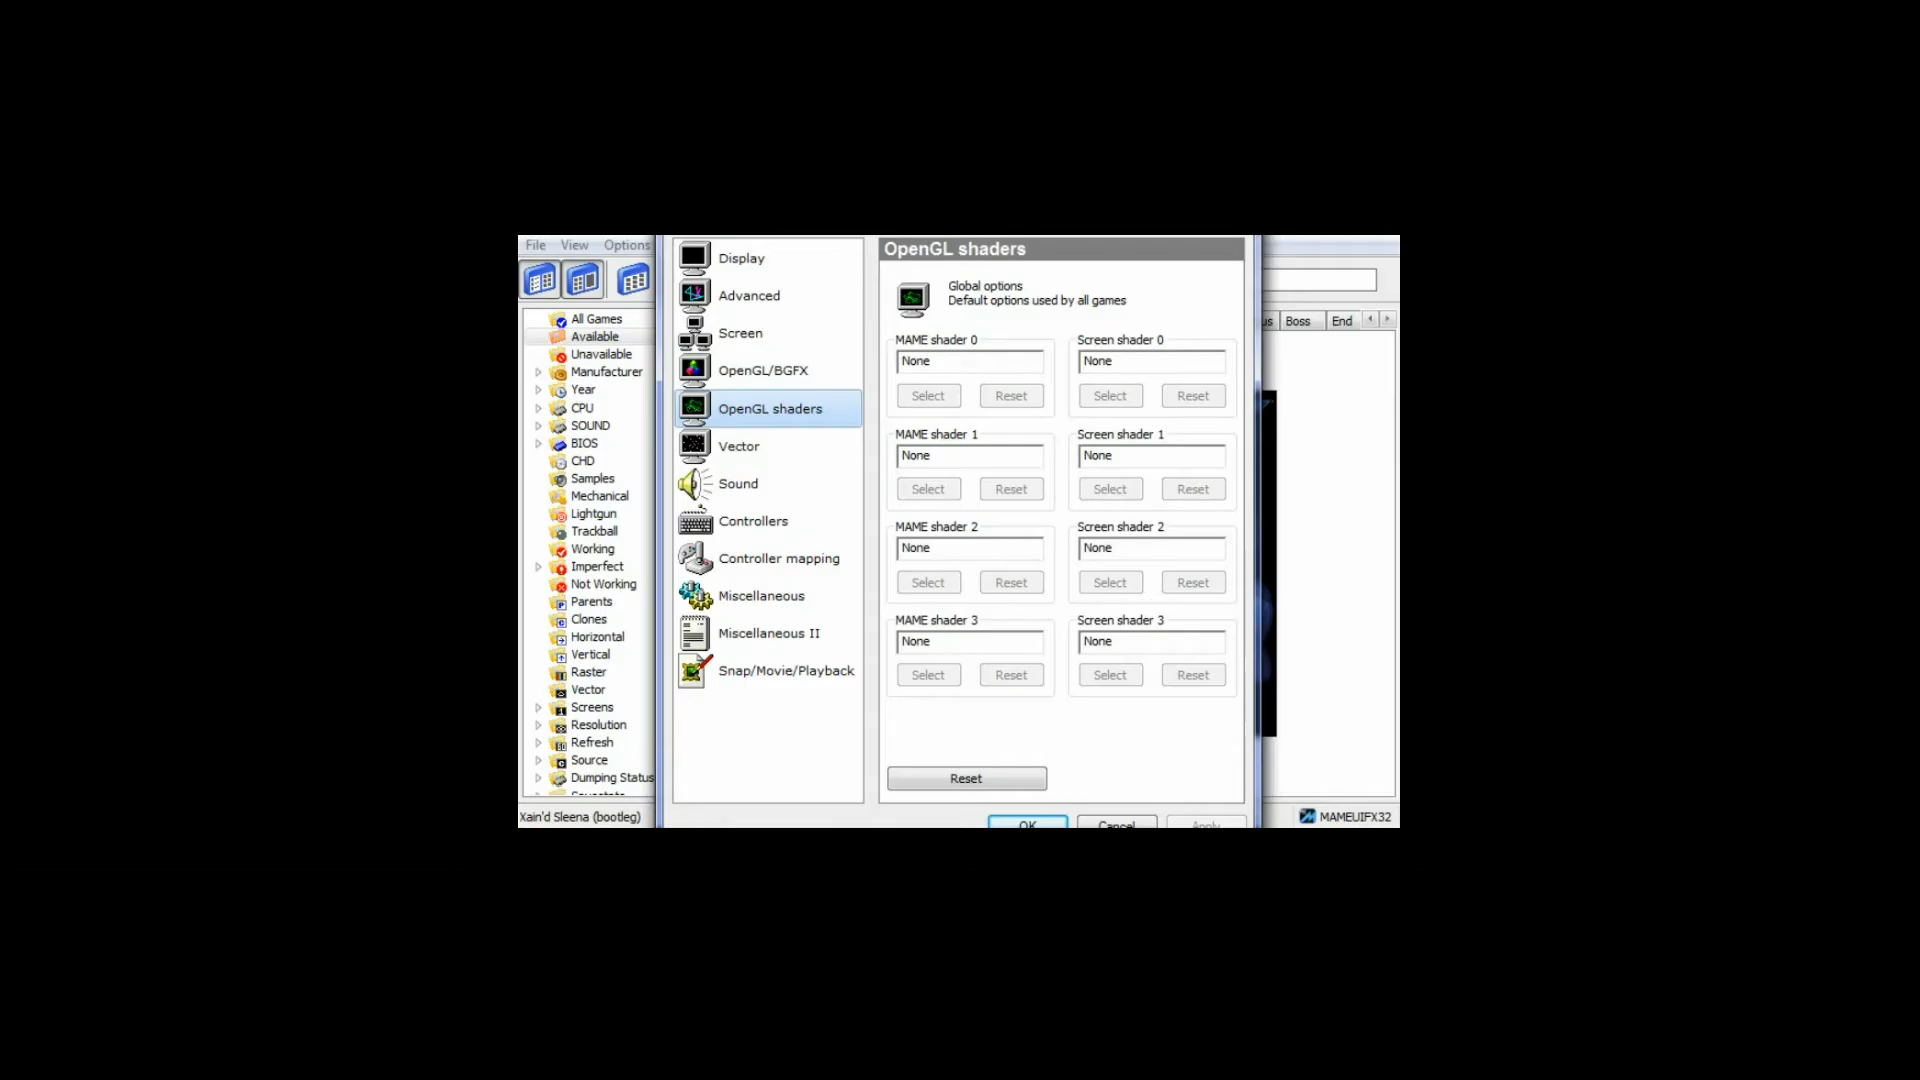 File View Options
All Games
Available
Unavailable
Manufacturer
Year
CPU
SOUND
BIOS
CHD
Samples
Mechanical
Lightgun
Trackball
Working
Imperfect
Not Working
Parents
Clones
Horizontal
Vertical
Raster
Vector
Screens
Resolution
Refresh
Source
Dumping Status
Xain'd Sleena (bootleg)
Display
Advanced
Screen
OpenGL/BGFX
OpenGL shaders
Vector
Sound
Controllers
Controller mapping
Miscellaneous
Miscellaneous II
Snap/Movie/Playback
OpenGL shaders
Global options
Default options used by all games
MAME shader 0 Screen shader 0
None None
Select Reset Select Reset
MAME shader 1 Screen shader 1
None None
Select Reset Select Reset
MAME shader 2 Screen shader 2
None None
Select Reset Select Reset
MAME shader 3 Screen shader 3
None None
Select Reset Select Reset
Reset
OK Cancel Apply
us Boss End
MAMEUIFX32